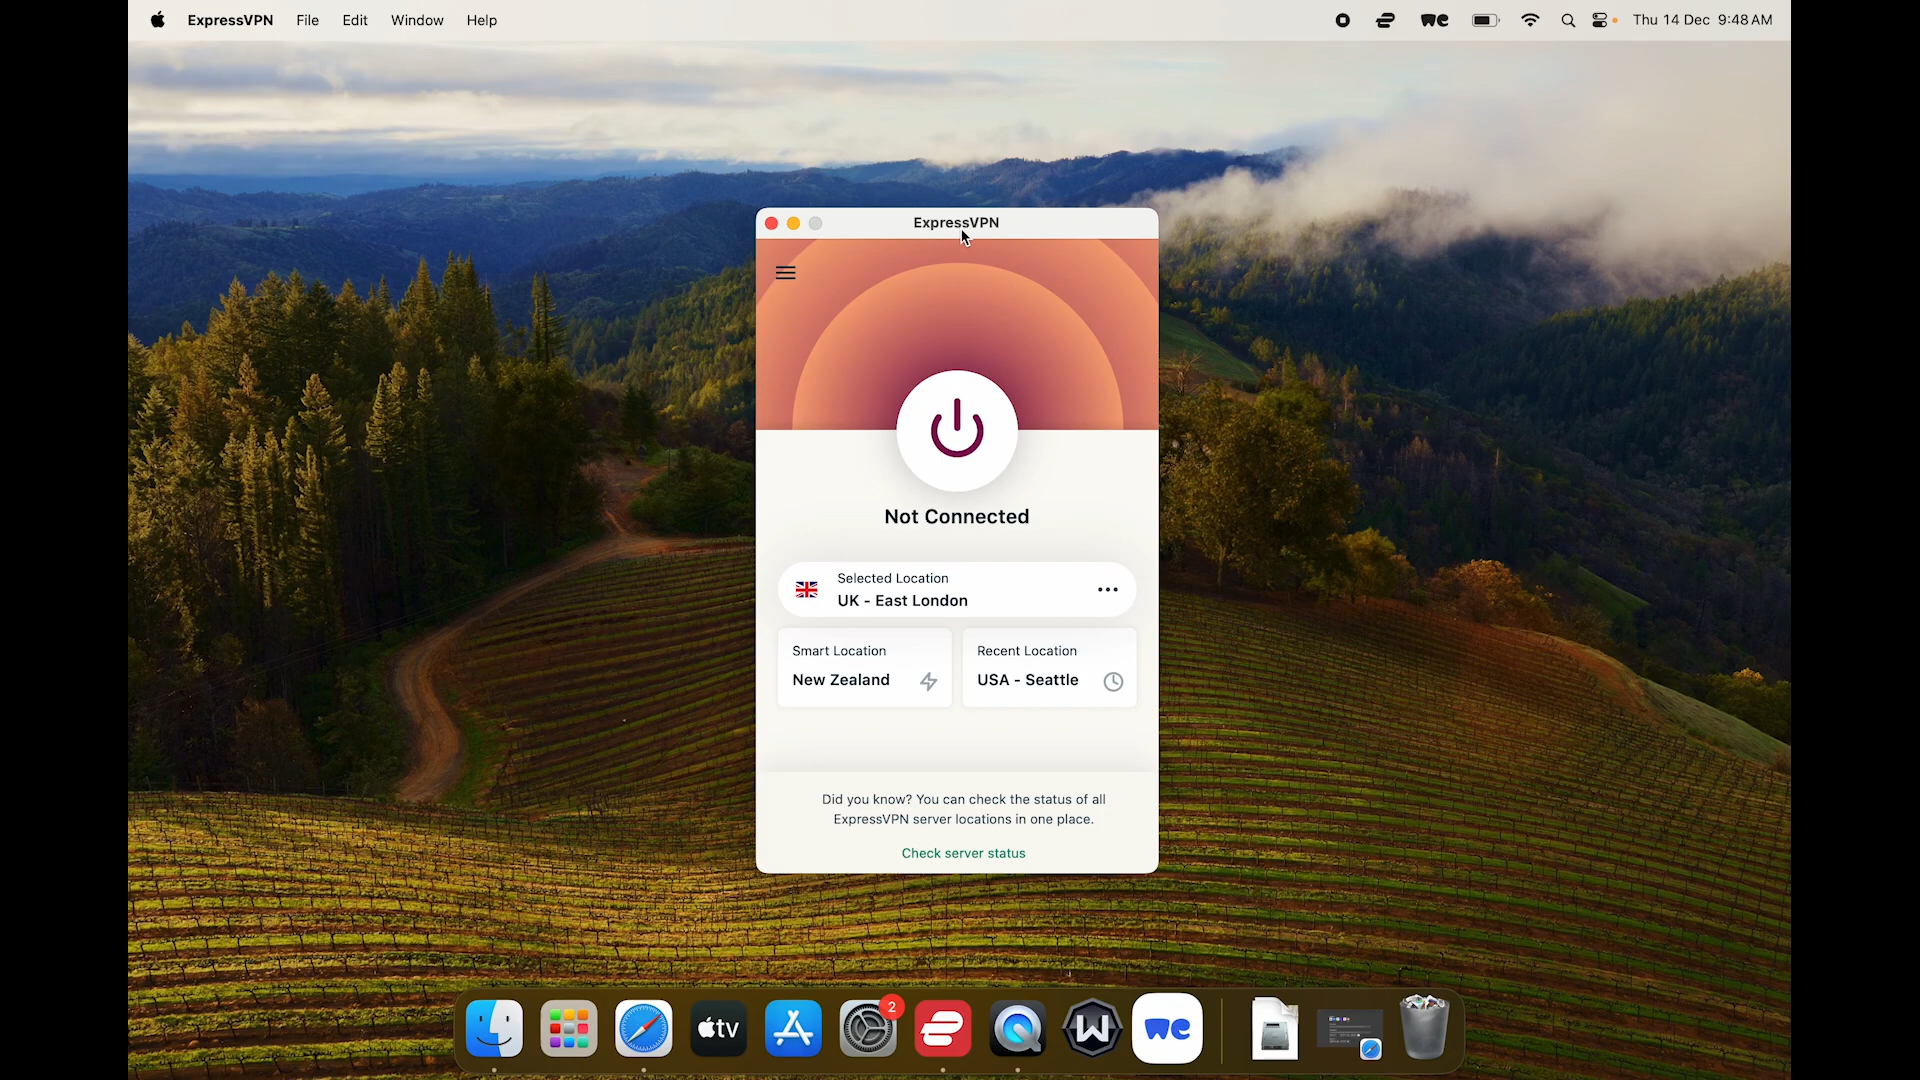 ExpressVPN File Edit Window Help
Thu 14 Dec 9:48 AM
ExpressVPN
Not Connected
Selected Location
UK - East London
Smart Location
New Zealand
Recent Location
USA - Seattle
Did you know? You can check the status of all
ExpressVPN server locations in one place.
Check server status
tv
2
W
we